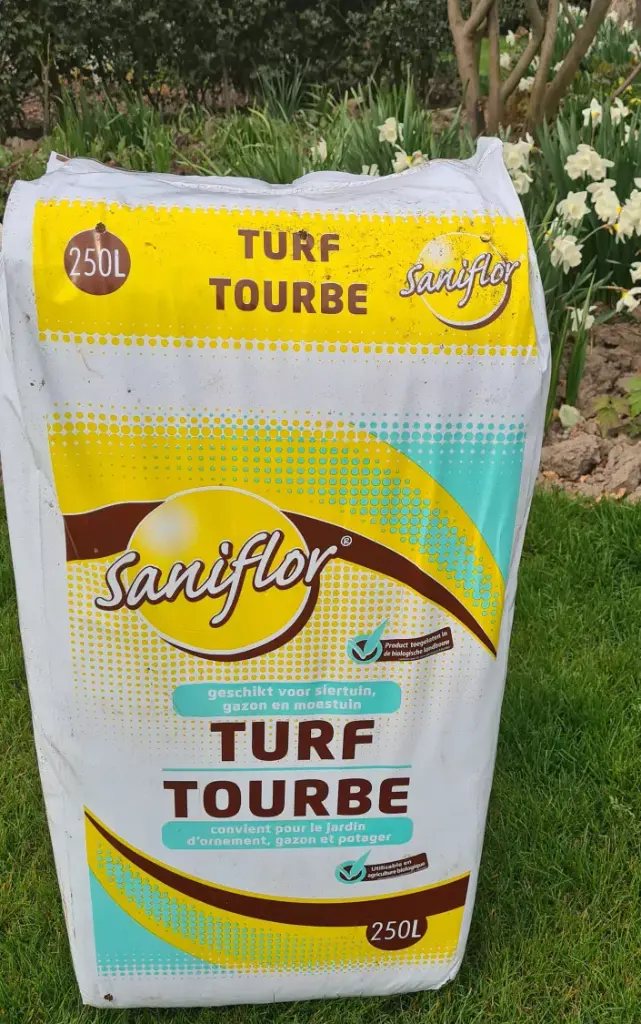 250L
TURF
TOURBE
Saniflor
Saniflor®
Product toegelaten in
de biologische landbouw
geschikt voor siertuin,
gazon en moestuin
TURF
TOURBE
convient pour le jardin
d'ornement, gazon et potager
Utilisable en
agriculture biologique
250L